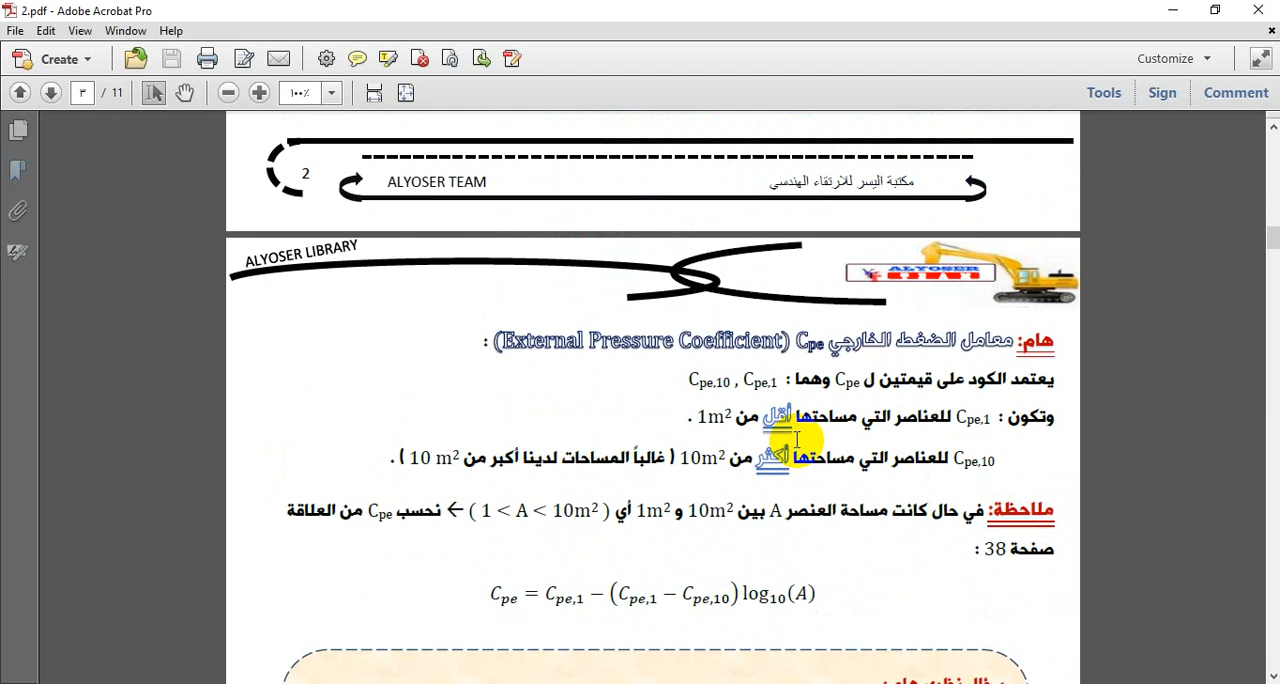 2.pdf - Adobe Acrobat Pro
File Edit View Window Help
Create Customize
٣ / 11 ١٠٠٪ Tools Sign Comment
2 ALYOSER TEAM مكتبة اليسر للارتقاء الهندسي
ALYOSER LIBRARY ALYOSER
هام: معامل الضغط الخارجي Cpe (External Pressure Coefficient) :
يعتمد الكود على قيمتين ل Cpe وهما : Cpe,10 , Cpe,1
وتكون : Cpe,1 للعناصر التي مساحتها أقل من 1m² .
Cpe,10 للعناصر التي مساحتها أكثر من 10m² ( غالباً المساحات لدينا أكبر من 10 m² ) .
ملاحظة: في حال كانت مساحة العنصر A بين 10m² و 1m² أي ( 1 < A < 10m² ) ← نحسب Cpe من العلاقة
صفحة 38 :
Cpe = Cpe,1 − (Cpe,1 − Cpe,10) log10(A)